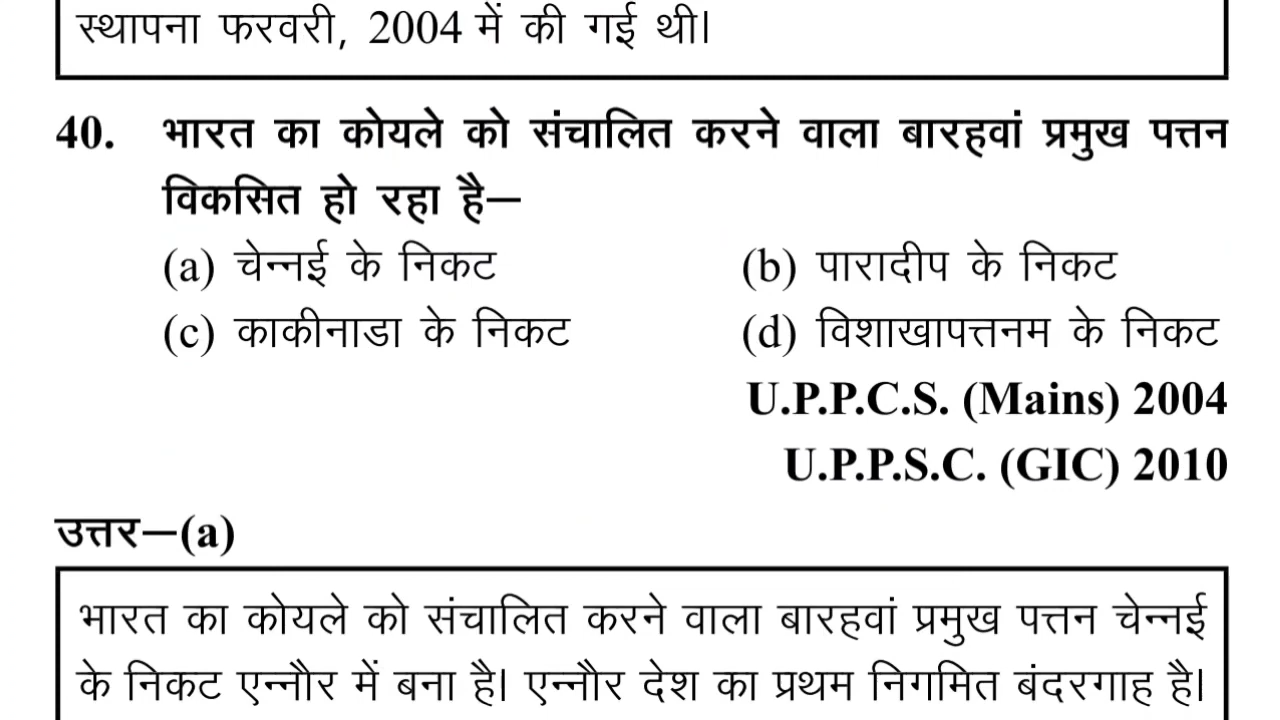 स्थापना फरवरी, 2004 में की गई थी।
40. भारत का कोयले को संचालित करने वाला बारहवां प्रमुख पत्तन
विकसित हो रहा है–
(a) चेन्नई के निकट (b) पारादीप के निकट
(c) काकीनाडा के निकट (d) विशाखापत्तनम के निकट
U.P.P.C.S. (Mains) 2004
U.P.P.S.C. (GIC) 2010
उत्तर–(a)
भारत का कोयले को संचालित करने वाला बारहवां प्रमुख पत्तन चेन्नई
के निकट एन्नौर में बना है। एन्नौर देश का प्रथम निगमित बंदरगाह है।